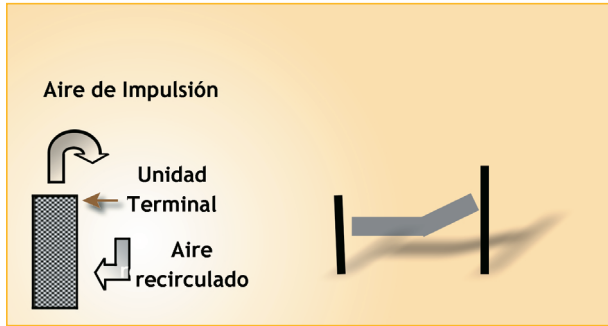 Aire de Impulsión
Unidad
Terminal
Aire
recirculado